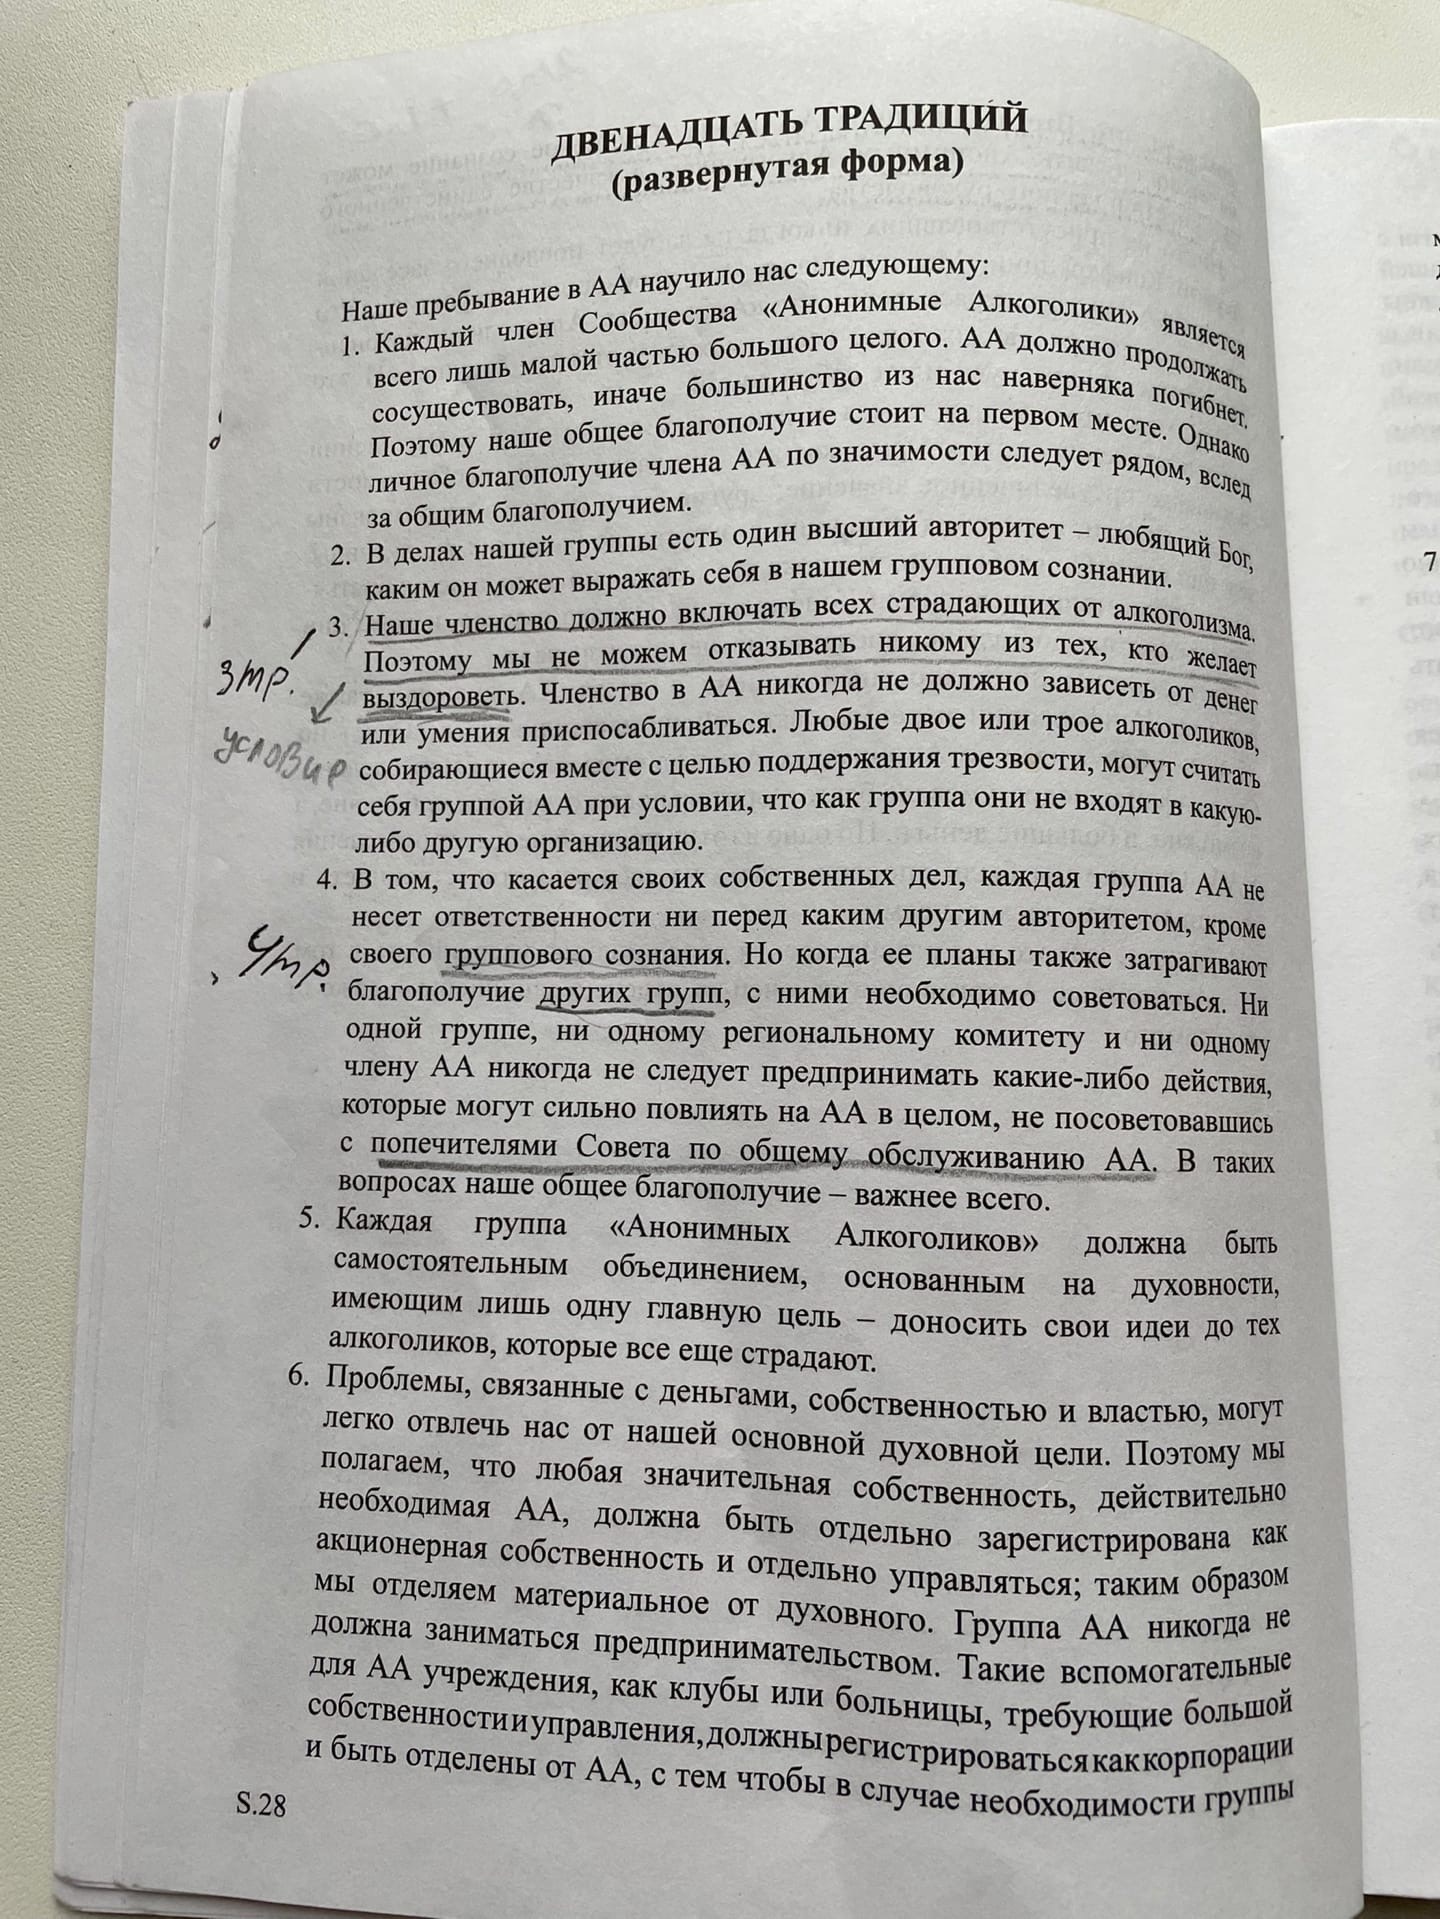 ДВЕНАДЦАТЬ ТРАДИЦИЙ
(развернутая форма)
Наше пребывание в АА научило нас следующему:
1. Каждый член Сообщества «Анонимные Алкоголики» является
всего лишь малой частью большого целого. АА должно продолжать
сосуществовать, иначе большинство из нас наверняка погибнет.
Поэтому наше общее благополучие стоит на первом месте. Однако
личное благополучие члена АА по значимости следует рядом, вслед
за общим благополучием.
2. В делах нашей группы есть один высший авторитет – любящий Бог,
каким он может выражать себя в нашем групповом сознании.
3. Наше членство должно включать всех страдающих от алкоголизма.
Поэтому мы не можем отказывать никому из тех, кто желает
3 тр.
выздороветь. Членство в АА никогда не должно зависеть от денег
или умения приспосабливаться. Любые двое или трое алкоголиков,
условие
собирающиеся вместе с целью поддержания трезвости, могут считать
себя группой АА при условии, что как группа они не входят в какую-
либо другую организацию.
4. В том, что касается своих собственных дел, каждая группа АА не
несет ответственности ни перед каким другим авторитетом, кроме
своего группового сознания. Но когда ее планы также затрагивают
4 тр.
благополучие других групп, с ними необходимо советоваться. Ни
одной группе, ни одному региональному комитету и ни одному
члену АА никогда не следует предпринимать какие-либо действия,
которые могут сильно повлиять на АА в целом, не посоветовавшись
с попечителями Совета по общему обслуживанию АА. В таких
вопросах наше общее благополучие – важнее всего.
5. Каждая группа «Анонимных Алкоголиков» должна быть
самостоятельным объединением, основанным на духовности,
имеющим лишь одну главную цель – доносить свои идеи до тех
алкоголиков, которые все еще страдают.
6. Проблемы, связанные с деньгами, собственностью и властью, могут
легко отвлечь нас от нашей основной духовной цели. Поэтому мы
полагаем, что любая значительная собственность, действительно
необходимая АА, должна быть отдельно зарегистрирована как
акционерная собственность и отдельно управляться; таким образом
мы отделяем материальное от духовного. Группа АА никогда не
должна заниматься предпринимательством. Такие вспомогательные
для АА учреждения, как клубы или больницы, требующие большой
собственности и управления, должны регистрироваться как корпорации
и быть отделены от АА, с тем чтобы в случае необходимости группы
S.28
7